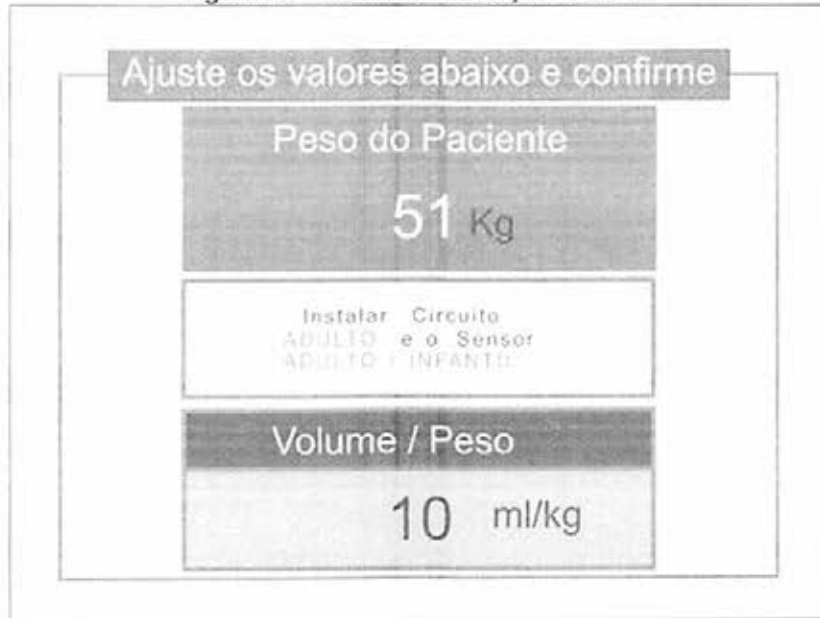 Ajuste os valores abaixo e confirme
Peso do Paciente
51 Kg
Instalar Circuito
ADULTO e o Sensor
ADULTO / INFANTIL
Volume / Peso
10 ml/kg